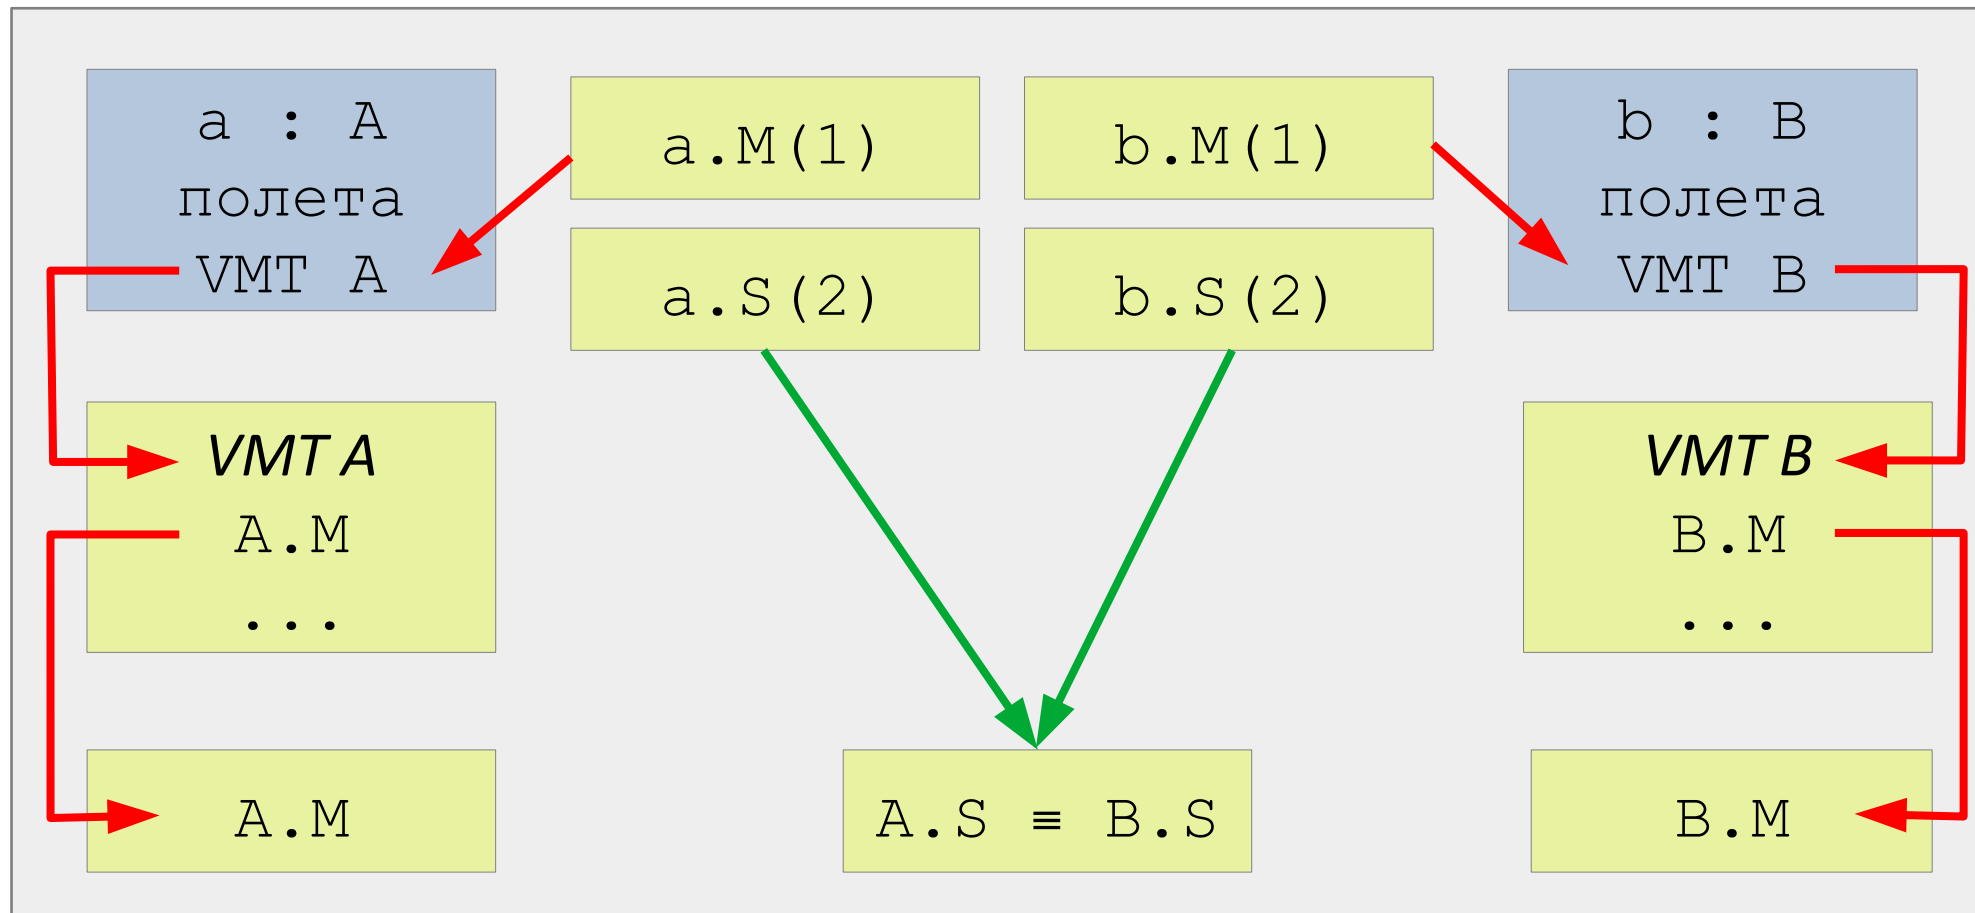 a : A
полета
VMT A
a.M(1)
b.M(1)
a.S(2)
b.S(2)
b : B
полета
VMT B
VMT A
A.M
...
VMT B
B.M
...
A.M
A.S ≡ B.S
B.M